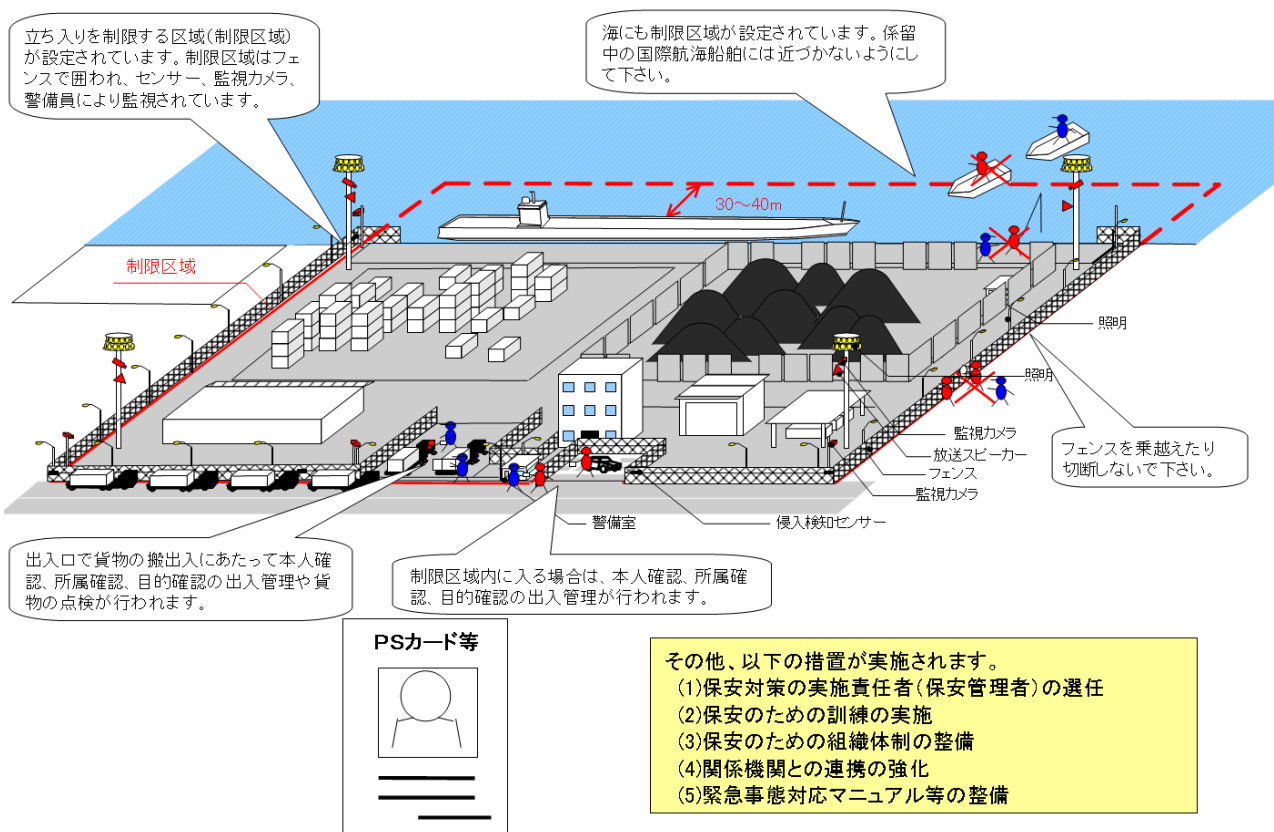 立ち入りを制限する区域(制限区域)
が設定されています。制限区域はフェ
ンスで囲われ、センサー、監視カメラ、
警備員により監視されています。
海にも制限区域が設定されています。係留
中の国際航海船舶には近づかないようにし
て下さい。
30～40m
制限区域
照明
照明
監視カメラ
放送スピーカー
フェンス
監視カメラ
フェンスを乗越えたり
切断しないで下さい。
警備室
侵入検知センサー
出入口で貨物の搬出入にあたって本人確
認、所属確認、目的確認の出入管理や貨
物の点検が行われます。
制限区域内に入る場合は、本人確認、所属確
認、目的確認の出入管理が行われます。
PSカード等
その他、以下の措置が実施されます。
(1)保安対策の実施責任者(保安管理者)の選任
(2)保安のための訓練の実施
(3)保安のための組織体制の整備
(4)関係機関との連携の強化
(5)緊急事態対応マニュアル等の整備